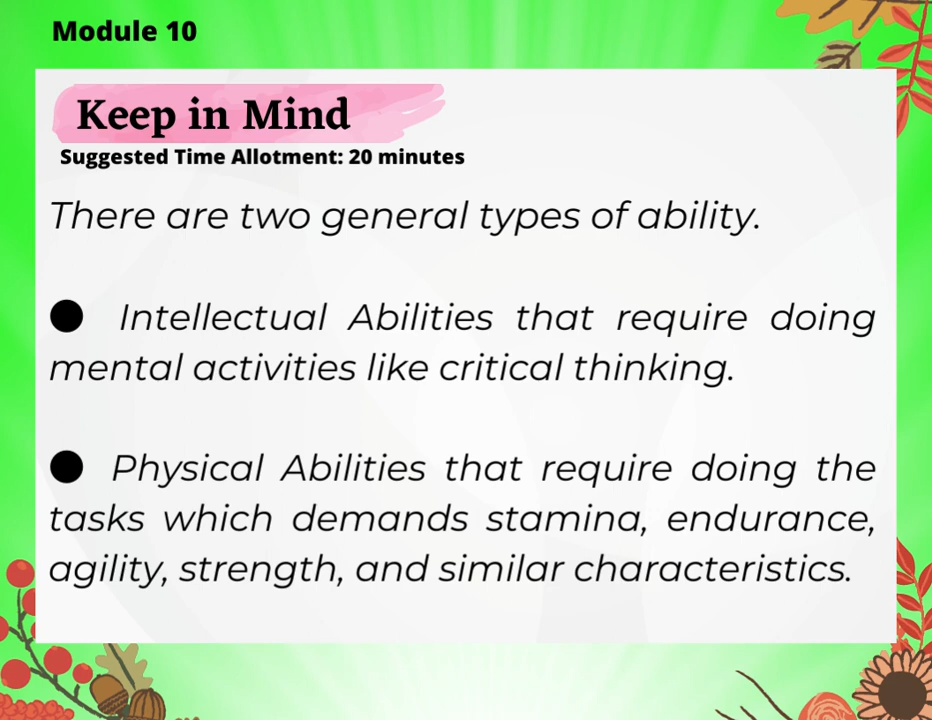 Module 10
Keep in Mind
Suggested Time Allotment: 20 minutes
There are two general types of ability.
● Intellectual Abilities that require doing
mental activities like critical thinking.
● Physical Abilities that require doing the
tasks which demands stamina, endurance,
agility, strength, and similar characteristics.